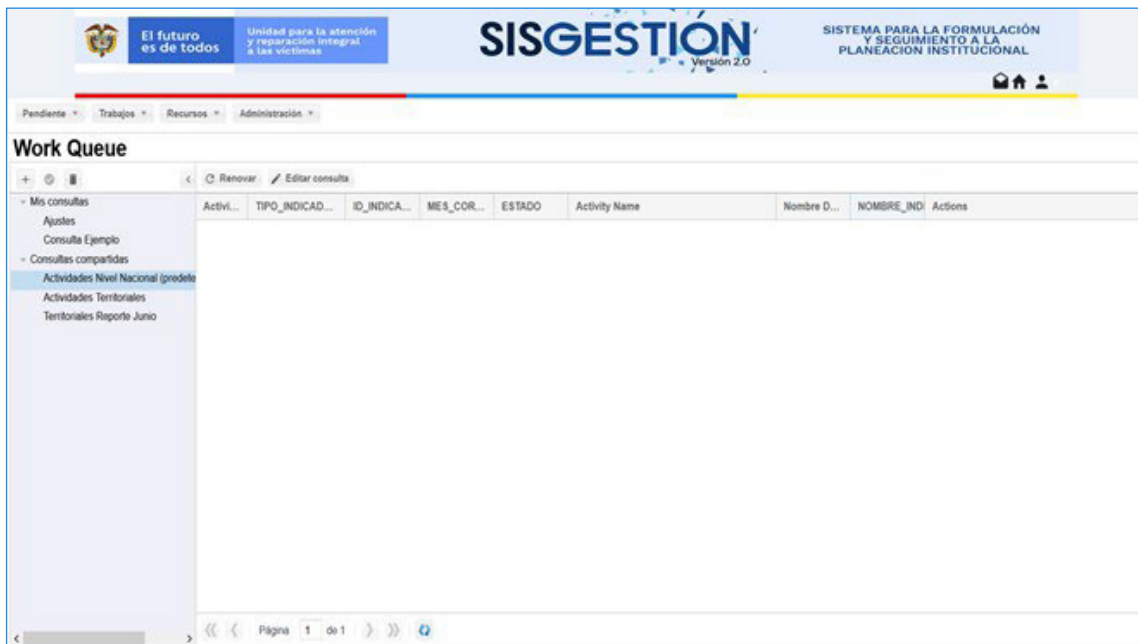 El futuro
es de todos
Unidad para la atención
y reparación integral
a las víctimas
SISGESTION
Versión 2.0
SISTEMA PARA LA FORMULACIÓN
Y SEGUIMIENTO A LA
PLANEACION INSTITUCIONAL
Pendiente Trabajos Recursos Administración
Work Queue
Renovar Editar consulta
Mis consultas
Ajustes
Consulta Ejemplo
Consultas compartidas
Actividades Nivel Nacional (predete
Actividades Territoriales
Territoriales Reporte Junio
Activi... TIPO_INDICAD... ID_INDICA... MES_COR... ESTADO Activity Name Nombre D... NOMBRE_INDI Actions
Página 1 de 1